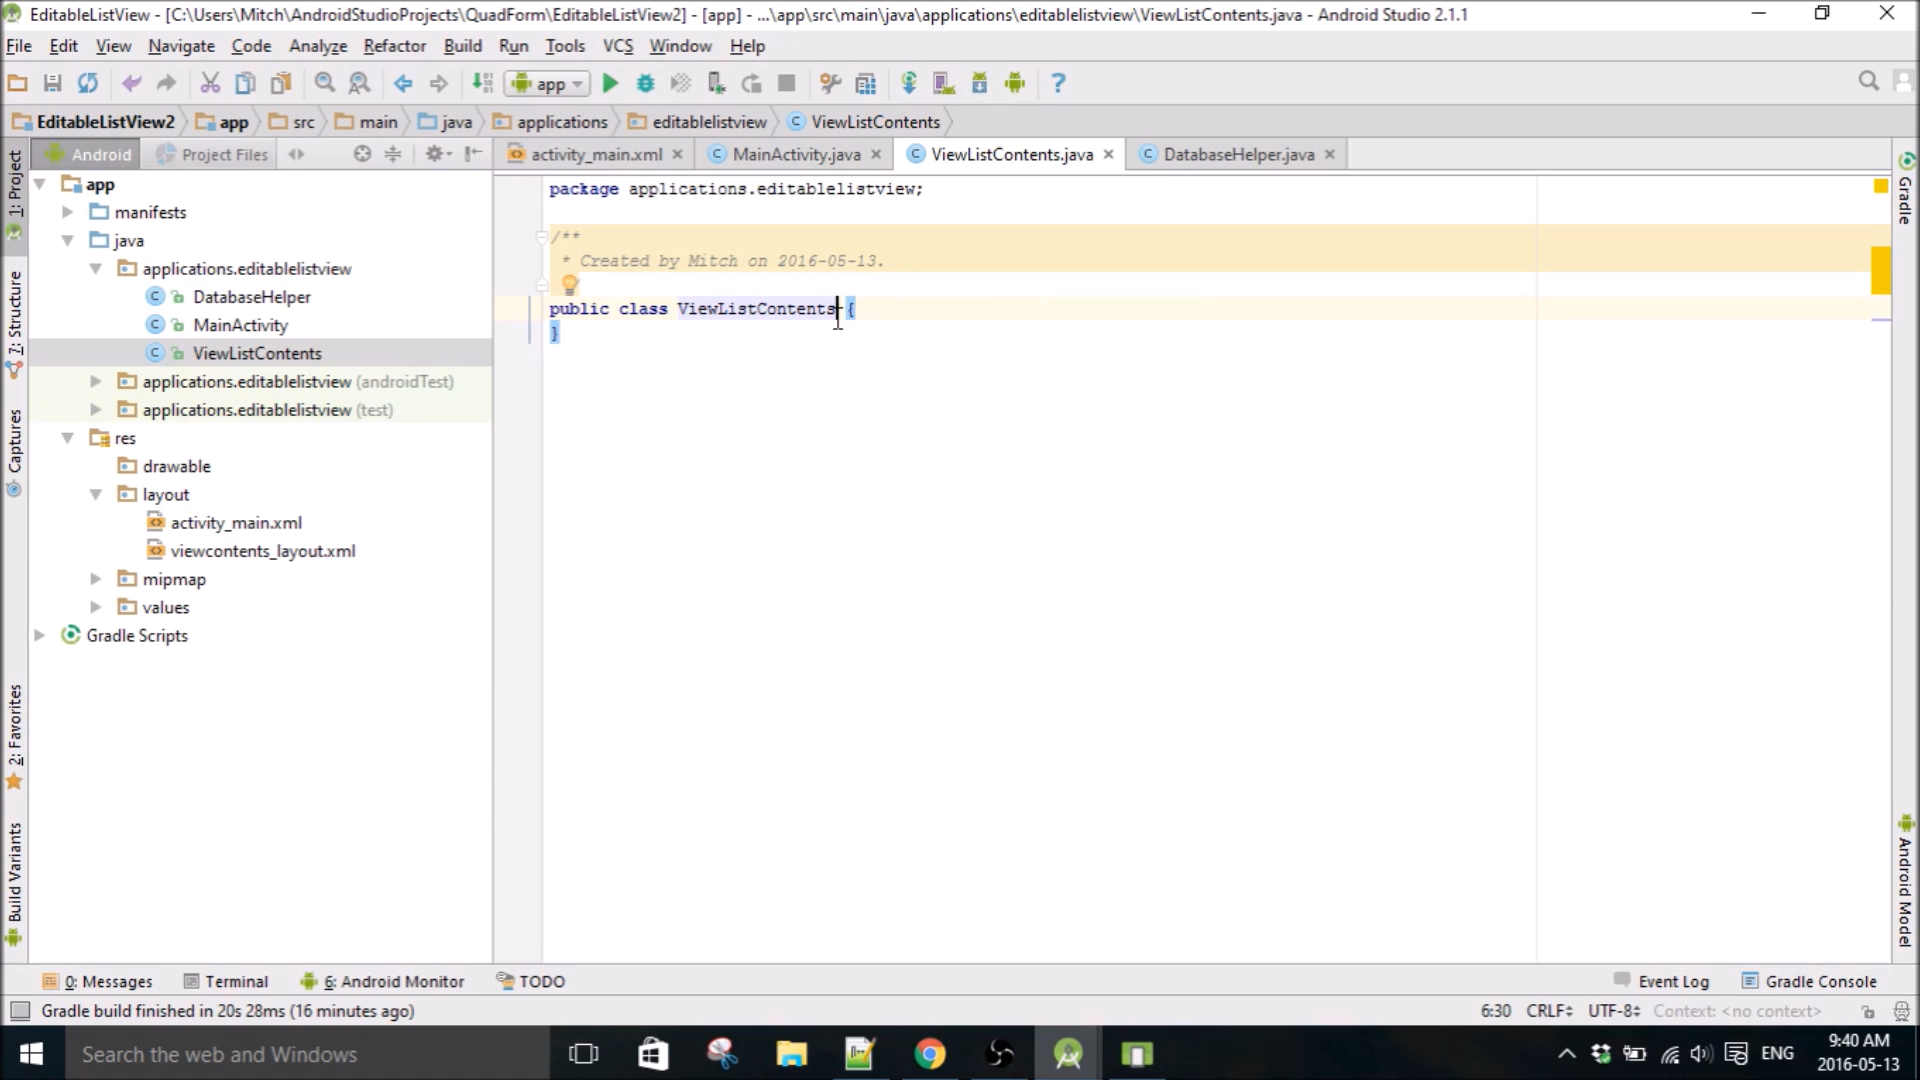 EditableListView - [C:\Users\Mitch\AndroidStudioProjects\QuadForm\EditableListView2] - [app] - ...\app\src\main\java\applications\editablelistview\ViewListContents.java - Android Studio 2.1.1
File Edit View Navigate Code Analyze Refactor Build Run Tools VCS Window Help
app
EditableListView2 app src main java applications editablelistview ViewListContents
Android Project Files activity_main.xml MainActivity.java ViewListContents.java DatabaseHelper.java
1: Project
7: Structure
Captures
2: Favorites
Build Variants
app
manifests
java
applications.editablelistview
DatabaseHelper
MainActivity
ViewListContents
applications.editablelistview (androidTest)
applications.editablelistview (test)
res
drawable
layout
activity_main.xml
viewcontents_layout.xml
mipmap
values
Gradle Scripts
package applications.editablelistview;
/**
* Created by Mitch on 2016-05-13.
public class ViewListContents {
}
Gradle
Android Model
0: Messages Terminal 6: Android Monitor TODO Event Log Gradle Console
Gradle build finished in 20s 28ms (16 minutes ago) 6:30 CRLF UTF-8 Context: <no context>
Search the web and Windows ENG 9:40 AM
2016-05-13